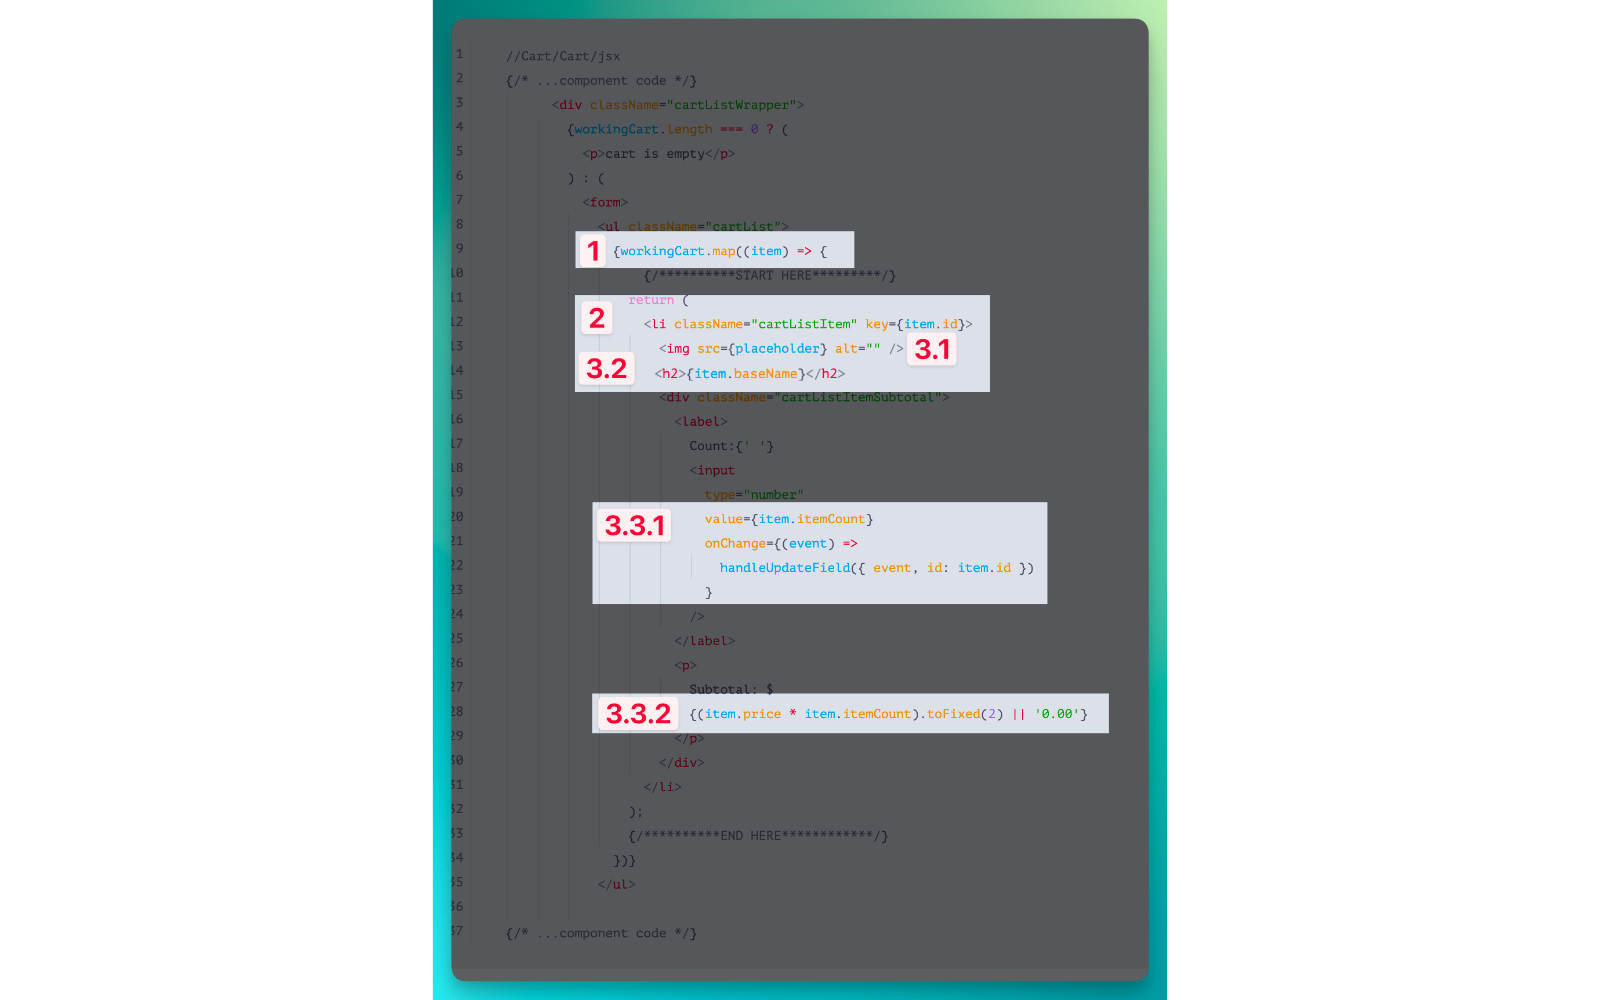 1 //Cart/Cart/jsx
2 {/* ...component code */}
3 <div className="cartListWrapper">
4 {workingCart.length === 0 ? (
5 <p>cart is empty</p>
6 ) : (
7 <form>
8 <ul className="cartList">
9 1 {workingCart.map((item) => {
10 {/**********START HERE*********/}
11 return (
2
12 <li className="cartListItem" key={item.id}>
13 <img src={placeholder} alt="" /> 3.1
14 3.2 <h2>{item.baseName}</h2>
15 <div className="cartListItemSubtotal">
16 <label>
17 Count:{' '}
18 <input
19 type="number"
20 3.3.1 value={item.itemCount}
21 onChange={(event) =>
22 handleUpdateField({ event, id: item.id })
23 }
24 />
25 </label>
26 <p>
27 Subtotal: $
28 3.3.2 {(item.price * item.itemCount).toFixed(2) || '0.00'}
29 </p>
30 </div>
31 </li>
32 );
33 {/**********END HERE************/}
34 })}
35 </ul>
36
37 {/* ...component code */}